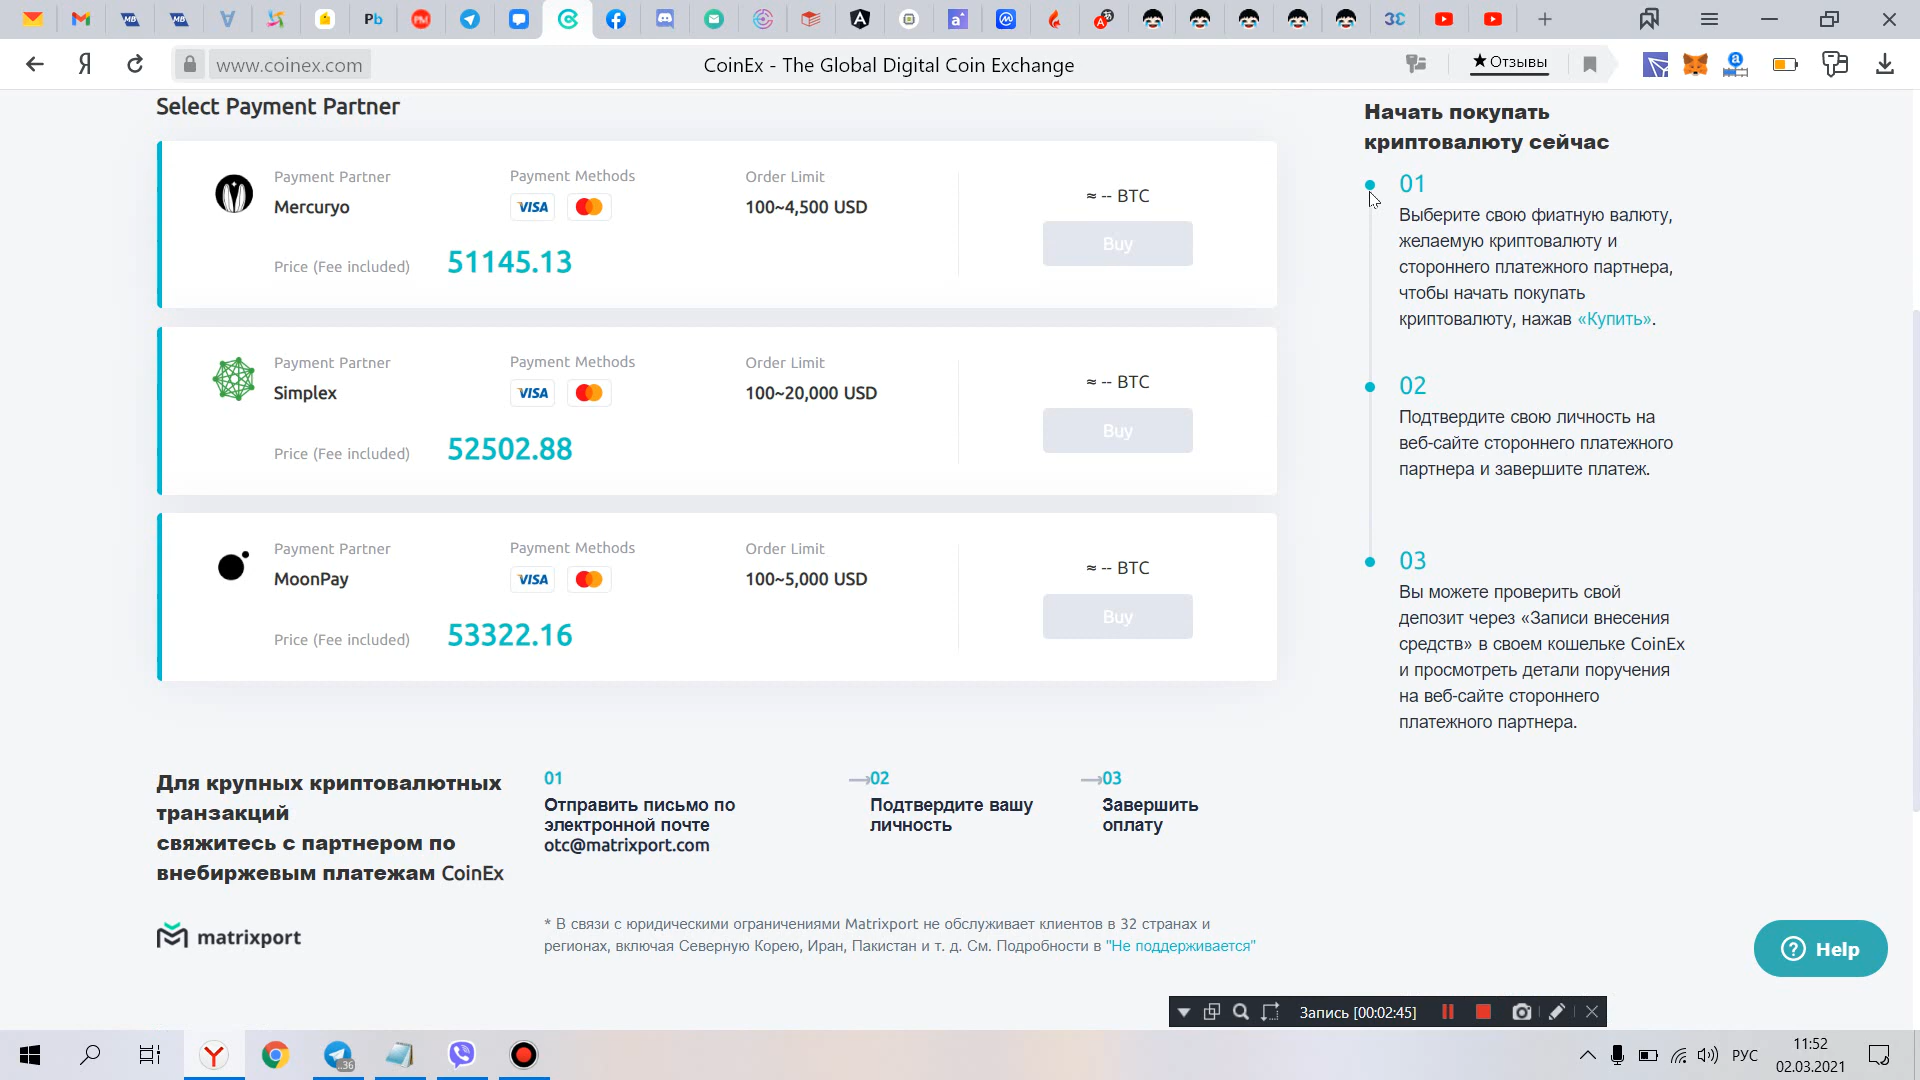 www.coinex.com
CoinEx - The Global Digital Coin Exchange
★ Отзывы
Select Payment Partner
Payment Partner
Mercuryo
Payment Methods
VISA
Order Limit
100~4,500 USD
Price (Fee included)
51145.13
≈ -- BTC
Buy
Payment Partner
Simplex
Payment Methods
VISA
Order Limit
100~20,000 USD
Price (Fee included)
52502.88
≈ -- BTC
Buy
Payment Partner
MoonPay
Payment Methods
VISA
Order Limit
100~5,000 USD
Price (Fee included)
53322.16
≈ -- BTC
Buy
Начать покупать
криптовалюту сейчас
01
Выберите свою фиатную валюту,
желаемую криптовалюту и
стороннего платежного партнера,
чтобы начать покупать
криптовалюту, нажав «Купить».
02
Подтвердите свою личность на
веб-сайте стороннего платежного
партнера и завершите платеж.
03
Вы можете проверить свой
депозит через «Записи внесения
средств» в своем кошельке CoinEx
и просмотреть детали поручения
на веб-сайте стороннего
платежного партнера.
Для крупных криптовалютных
транзакций
свяжитесь с партнером по
внебиржевым платежам CoinEx
matrixport
01
Отправить письмо по
электронной почте
otc@matrixport.com
02
Подтвердите вашу
личность
03
Завершить
оплату
* В связи с юридическими ограничениями Matrixport не обслуживает клиентов в 32 странах и
регионах, включая Северную Корею, Иран, Пакистан и т. д. См. Подробности в "Не поддерживается"
Help
Запись [00:02:45]
РУС
11:52
02.03.2021